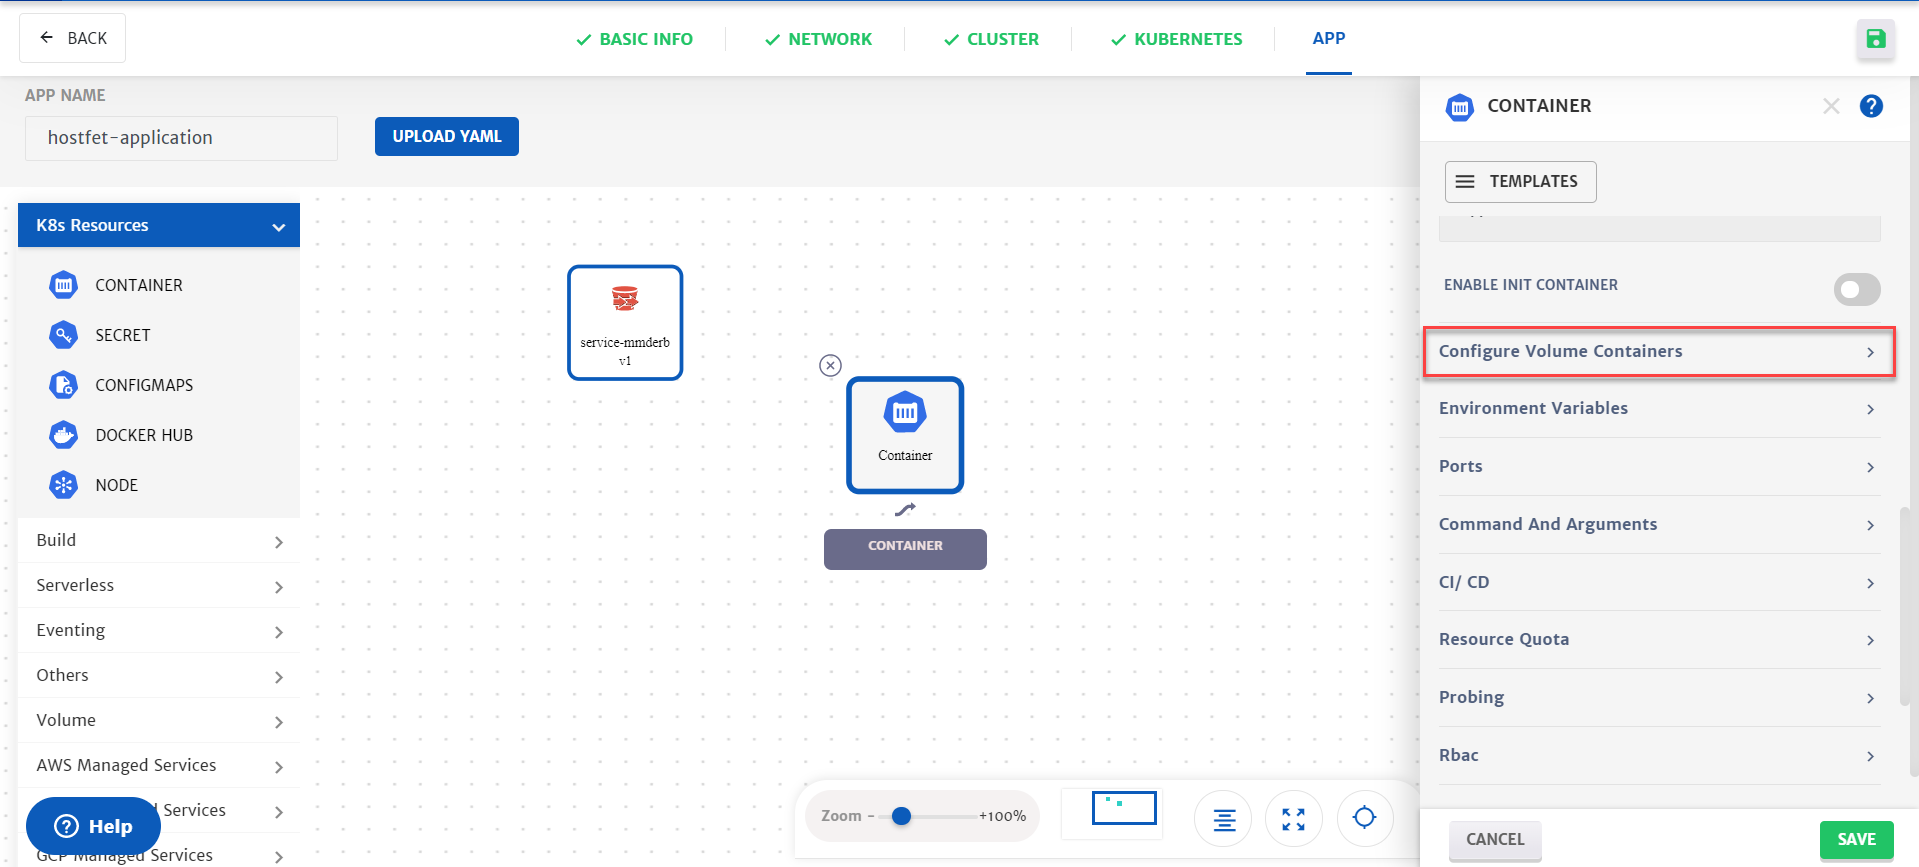 BACK
BASIC INFO
NETWORK
CLUSTER
KUBERNETES
APP
APP NAME
hostfet-application
UPLOAD YAML
K8s Resources
CONTAINER
SECRET
CONFIGMAPS
DOCKER HUB
NODE
Build
Serverless
Eventing
Others
Volume
AWS Managed Services
Services
GCP Managed Services
? Help
service-mmderb
v1
Container
CONTAINER
Zoom - +100%
CONTAINER
?
TEMPLATES
ENABLE INIT CONTAINER
Configure Volume Containers
Environment Variables
Ports
Command And Arguments
CI/ CD
Resource Quota
Probing
Rbac
CANCEL
SAVE